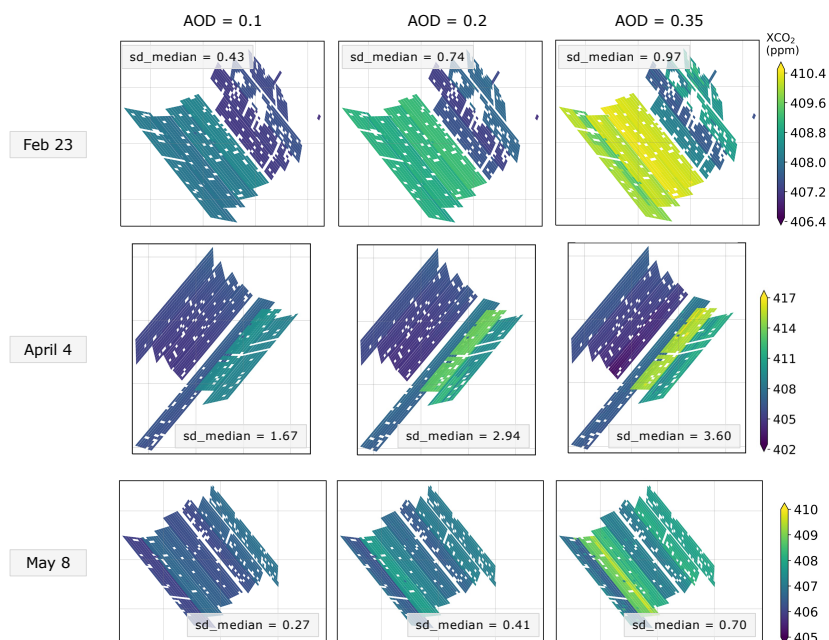 AOD = 0.1
AOD = 0.2
AOD = 0.35
XCO₂
(ppm)
Feb 23
sd_median = 0.43
sd_median = 0.74
sd_median = 0.97
410.4
409.6
408.8
408.0
407.2
406.4
April 4
sd_median = 1.67
sd_median = 2.94
sd_median = 3.60
417
414
411
408
405
402
May 8
sd_median = 0.27
sd_median = 0.41
sd_median = 0.70
410
409
408
407
406
405